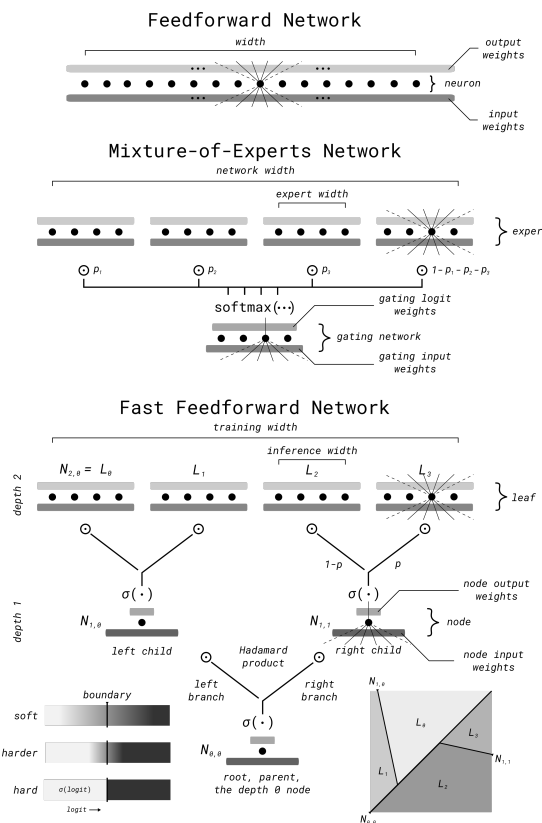 Feedforward Network
width
output
weights
neuron
input
weights
Mixture-of-Experts Network
network width
expert width
exper
p₁
p₂
p₃
1-p₁-p₂-p₃
softmax(⋯)
gating logit
weights
gating network
gating input
weights
Fast Feedforward Network
training width
inference width
depth 2
N₂,₀ = L₀
L₁
L₂
L₃
leaf
1-p
p
σ(·)
σ(·)
depth 1
N₁,₀
N₁,₁
node output
weights
node
node input
weights
left child
right child
Hadamard
product
left
branch
right
branch
σ(·)
N₀,₀
root, parent,
the depth 0 node
boundary
soft
harder
hard
σ(logit)
logit →
N₁,₀
L₀
L₃
N₁,₁
L₁
L₂
N₀,₀